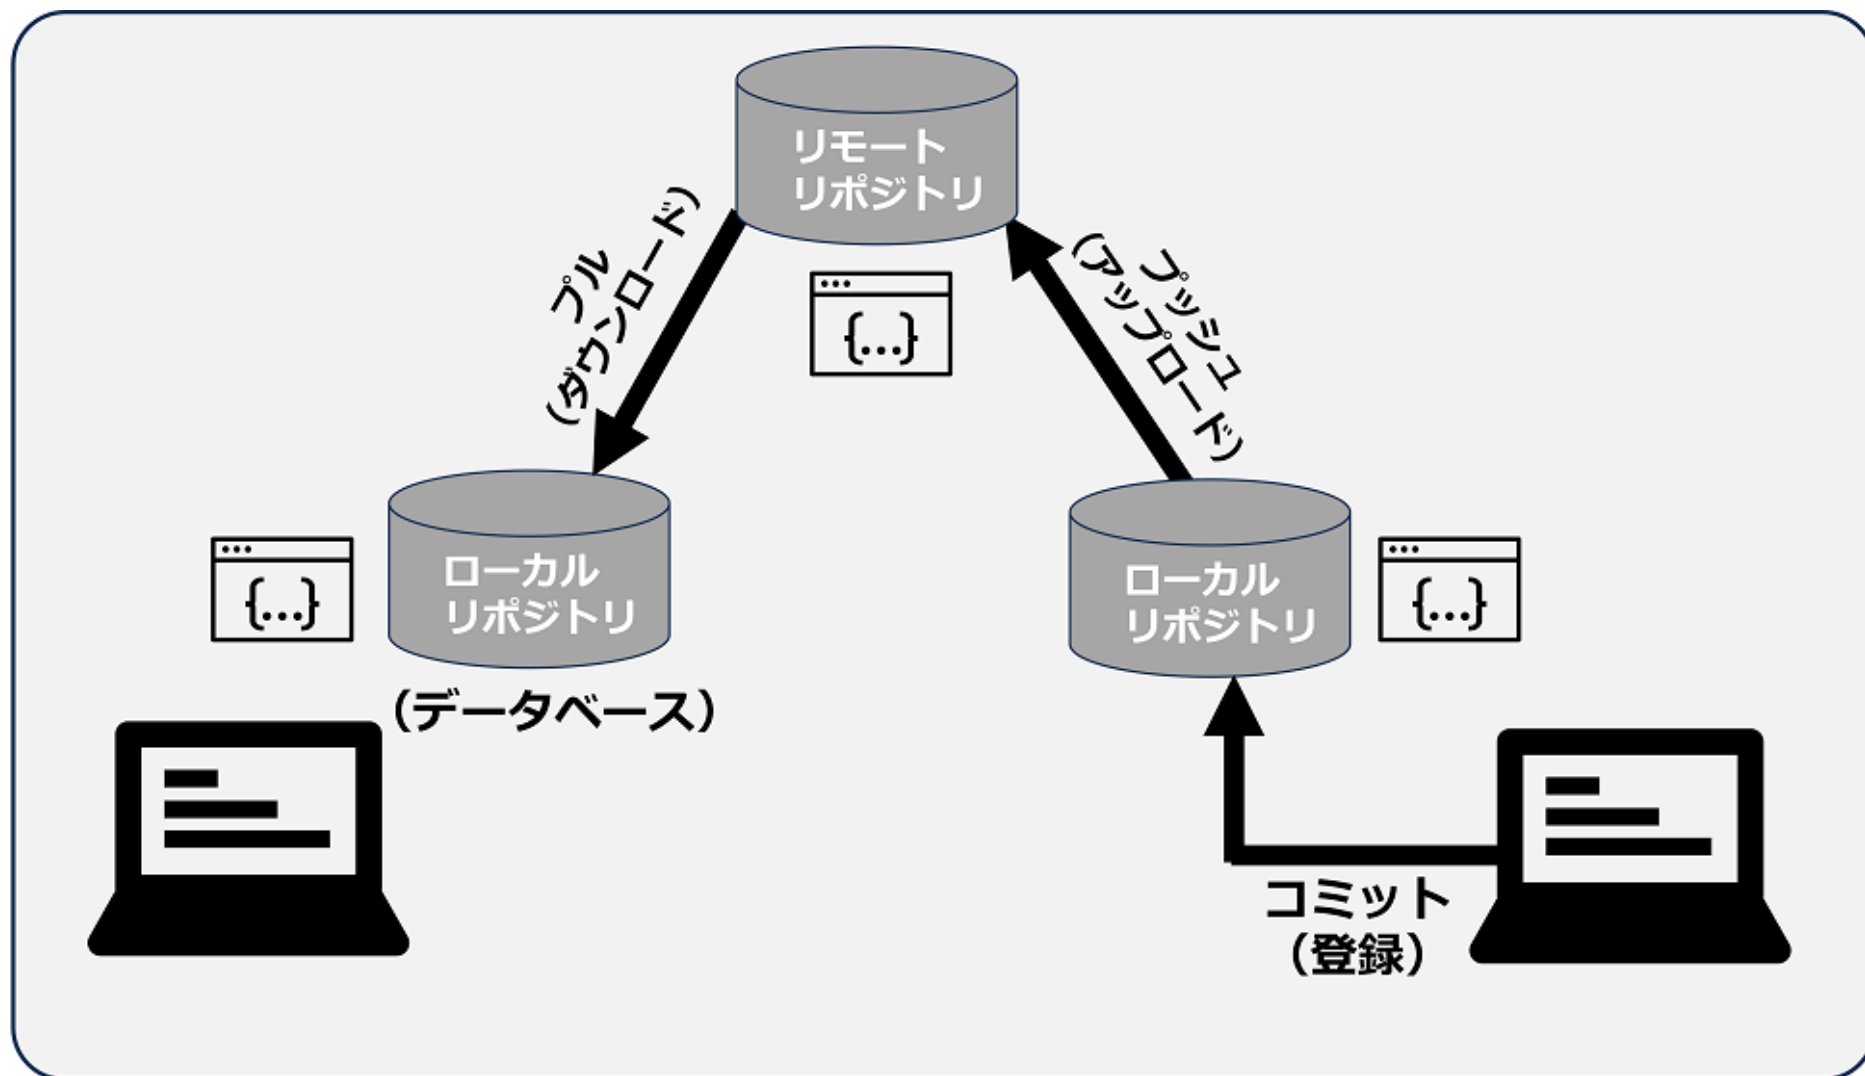 リモート
リポジトリ
プル
(ダウンロード)
{...}
プッシュ
(アップロード)
{...}
ローカル
リポジトリ
(データベース)
ローカル
リポジトリ
{...}
コミット
(登録)